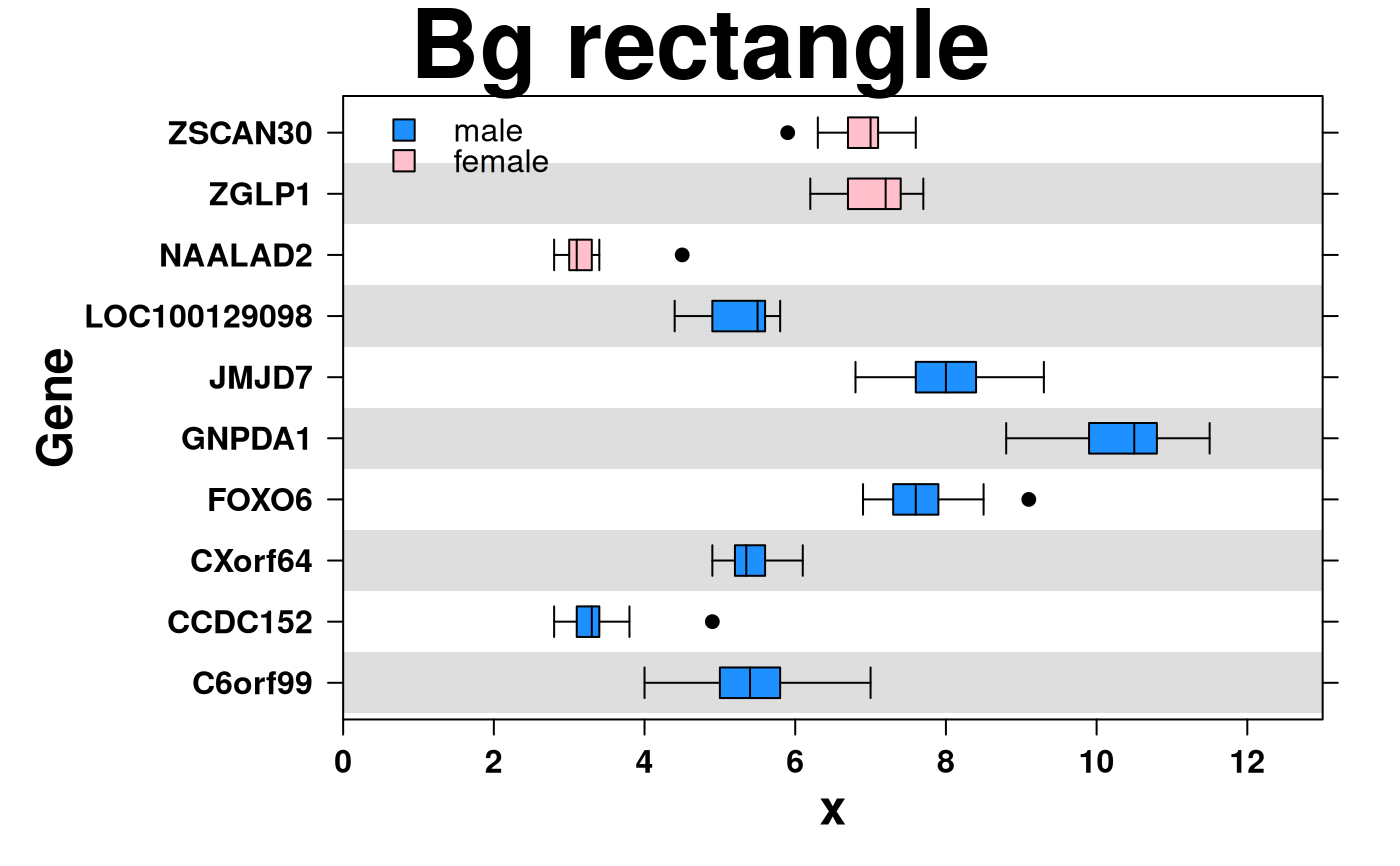 Bg rectangle
male
female
ZSCAN30
ZGLP1
NAALAD2
LOC100129098
JMJD7
GNPDA1
FOXO6
CXorf64
CCDC152
C6orf99
Gene
0 2 4 6 8 10 12
x